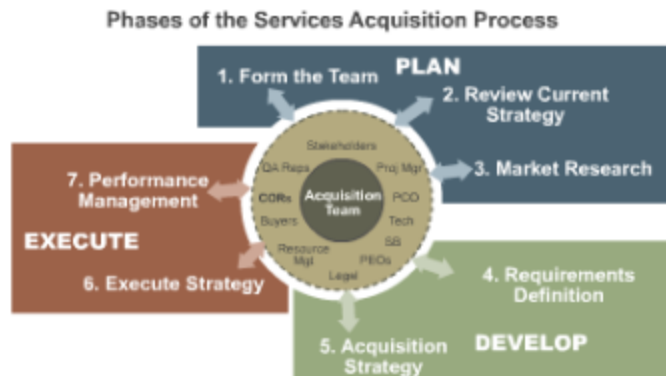 Phases of the Services Acquisition Process
PLAN
1. Form the Team
2. Review Current
Strategy
3. Market Research
4. Requirements
Definition
DEVELOP
5. Acquisition
Strategy
6. Execute Strategy
EXECUTE
7. Performance
Management
Acquisition
Team
Stakeholders
Proj Mgr
PCO
Tech
SB
PEOs
Legal
Resource
Mgt
Buyers
CORs
QA Reps